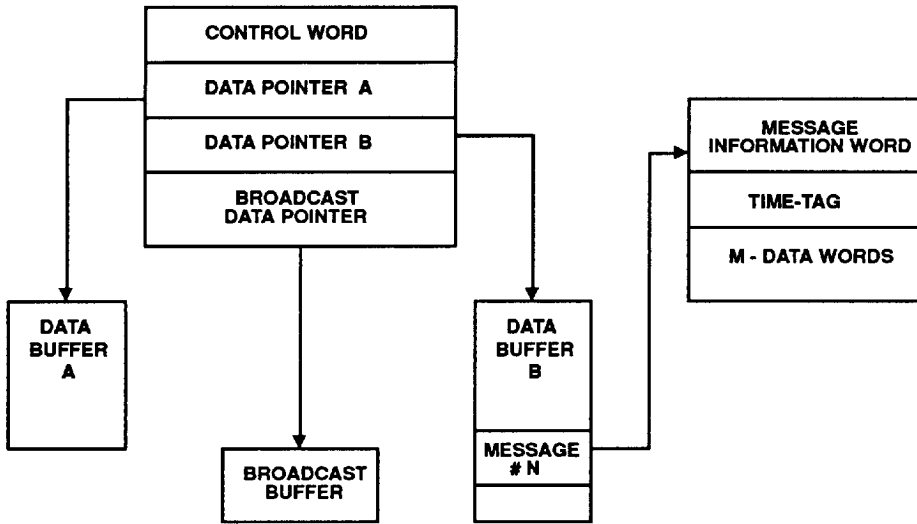 CONTROL WORD
DATA POINTER A
DATA POINTER B
BROADCAST
DATA POINTER
MESSAGE
INFORMATION WORD
TIME-TAG
M - DATA WORDS
DATA
BUFFER
A
DATA
BUFFER
B
MESSAGE
# N
BROADCAST
BUFFER